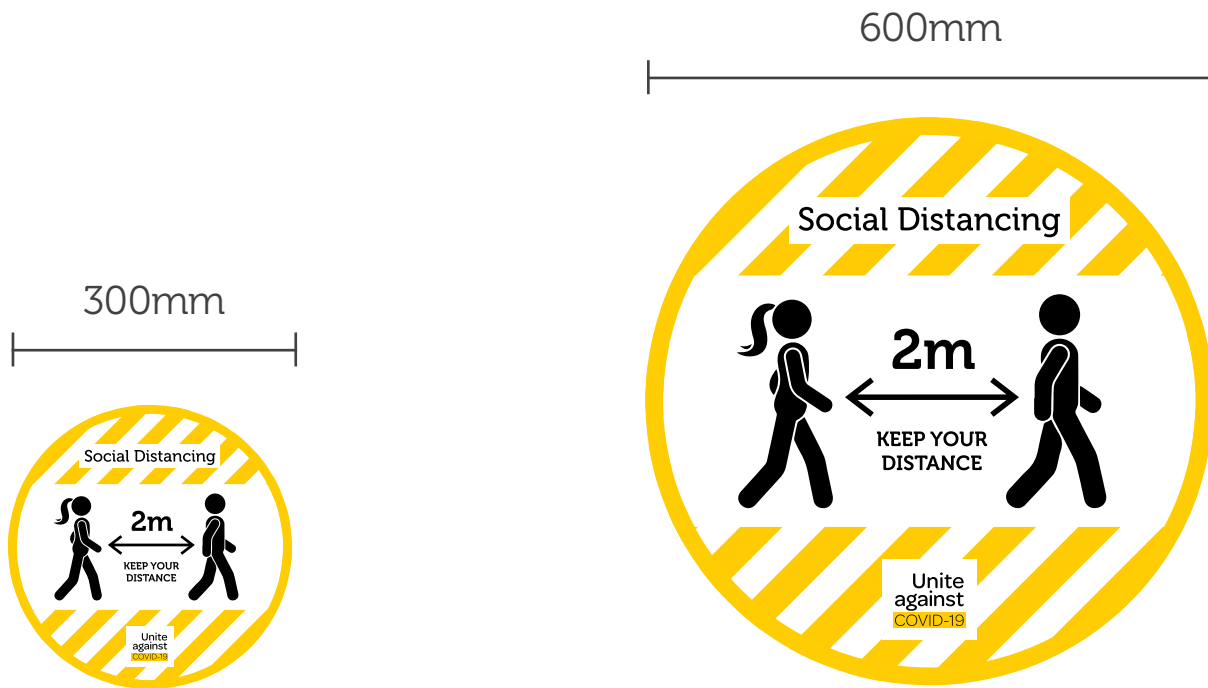 300mm
Social Distancing
2m
KEEP YOUR
DISTANCE
Unite
against
COVID-19
600mm
Social Distancing
2m
KEEP YOUR
DISTANCE
Unite
against
COVID-19